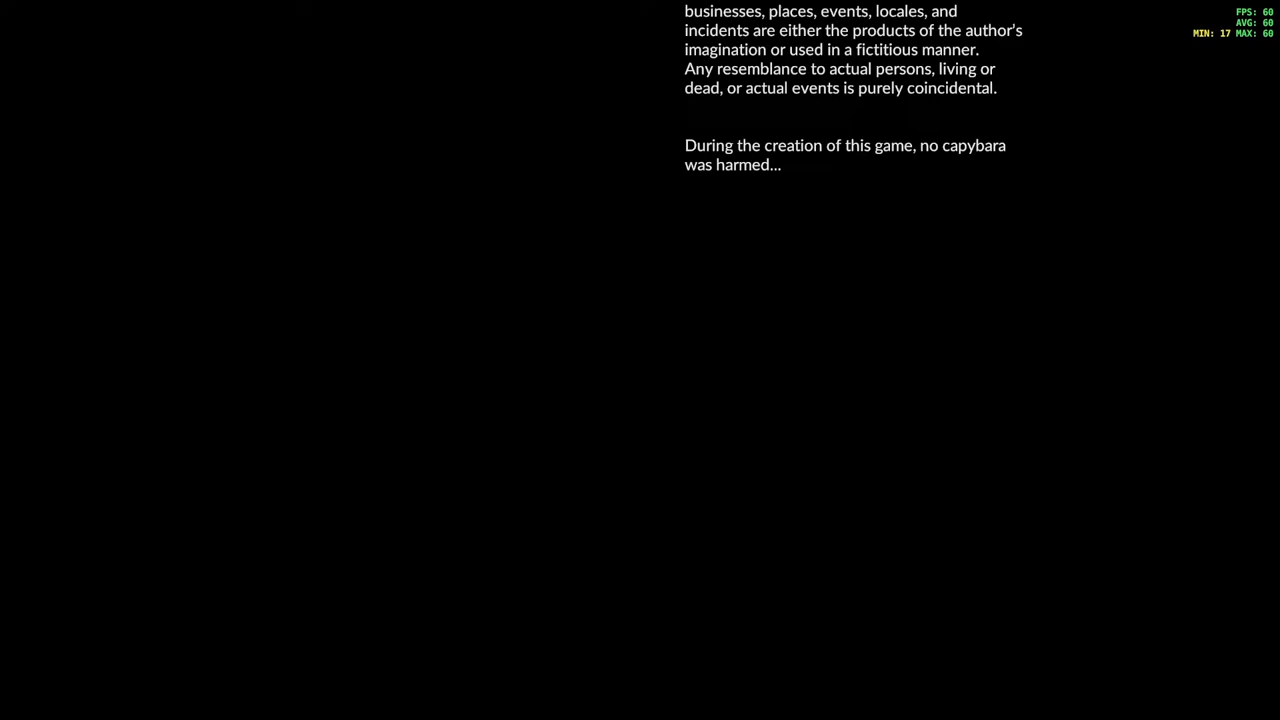 businesses, places, events, locales, and
incidents are either the products of the author's
imagination or used in a fictitious manner.
Any resemblance to actual persons, living or
dead, or actual events is purely coincidental.
During the creation of this game, no capybara
was harmed...
FPS: 60
AVG: 60
MIN: 17 MAX: 60